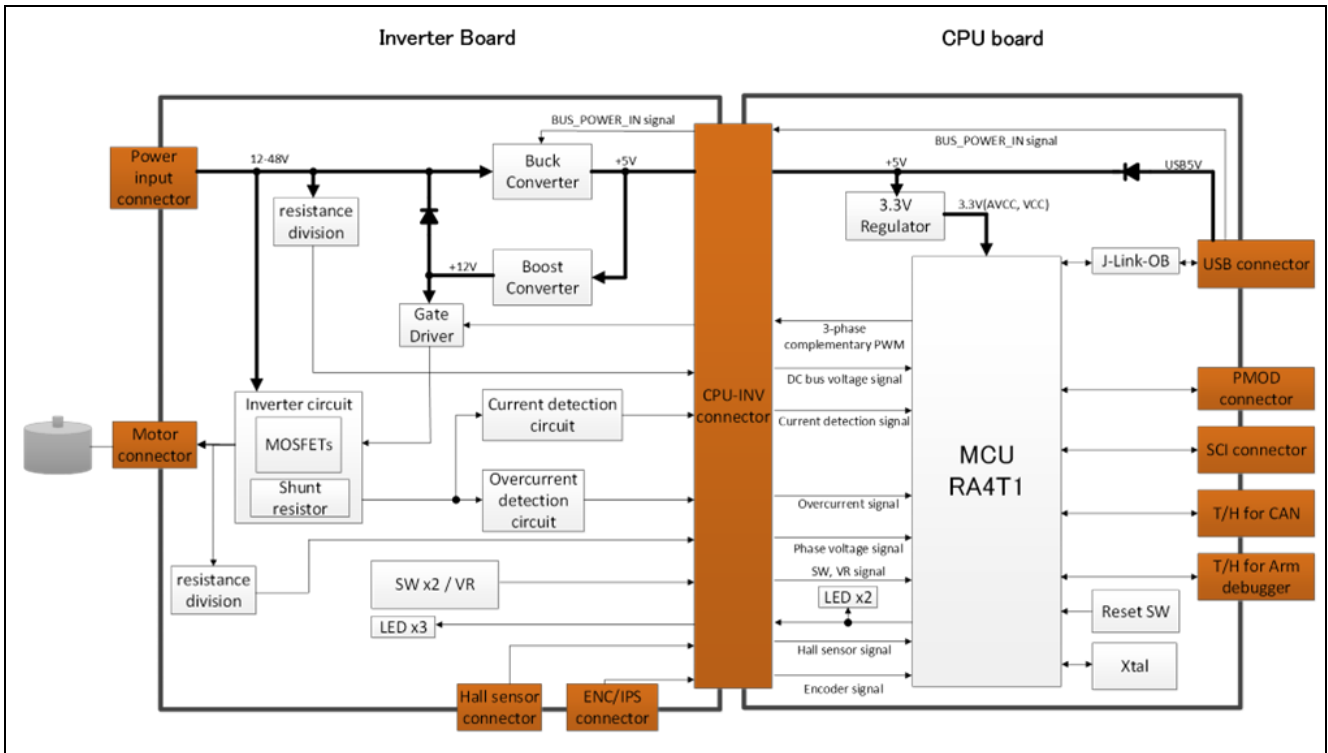 Inverter Board
CPU board
BUS_POWER_IN signal
BUS_POWER_IN signal
Power
input
connector
12-48V
Buck
Converter
+5V
+5V
USB5V
resistance
division
3.3V
Regulator
3.3V(AVCC, VCC)
+12V
Boost
Converter
J-Link-OB
USB connector
Gate
Driver
3-phase
complementary PWM
DC bus voltage signal
PMOD
connector
CPU-INV
connector
Inverter circuit
MOSFETs
Shunt
resistor
Current detection
circuit
Current detection signal
Motor
connector
MCU
RA4T1
SCI connector
Overcurrent
detection
circuit
Overcurrent signal
T/H for CAN
Phase voltage signal
resistance
division
SW x2 / VR
SW, VR signal
T/H for Arm
debugger
LED x2
Reset SW
LED x3
Hall sensor signal
Xtal
Hall sensor
connector
ENC/IPS
connector
Encoder signal